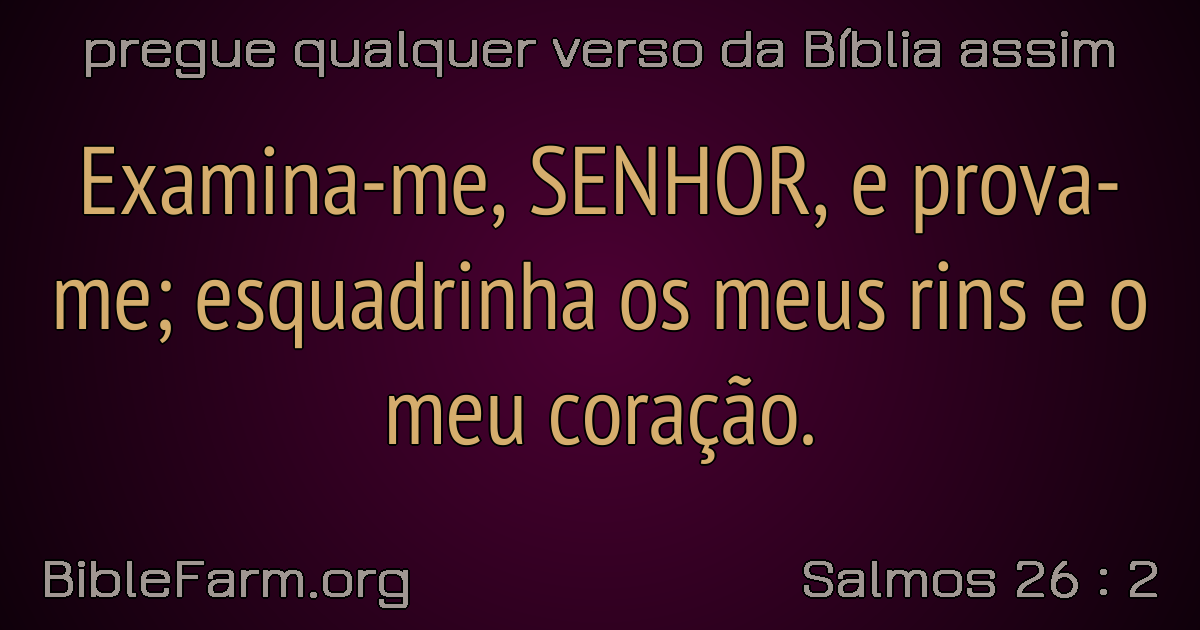 pregue qualquer verso da Bíblia assim
Examina-me, SENHOR, e prova-
me; esquadrinha os meus rins e o
meu coração.
BibleFarm.org
Salmos 26 : 2